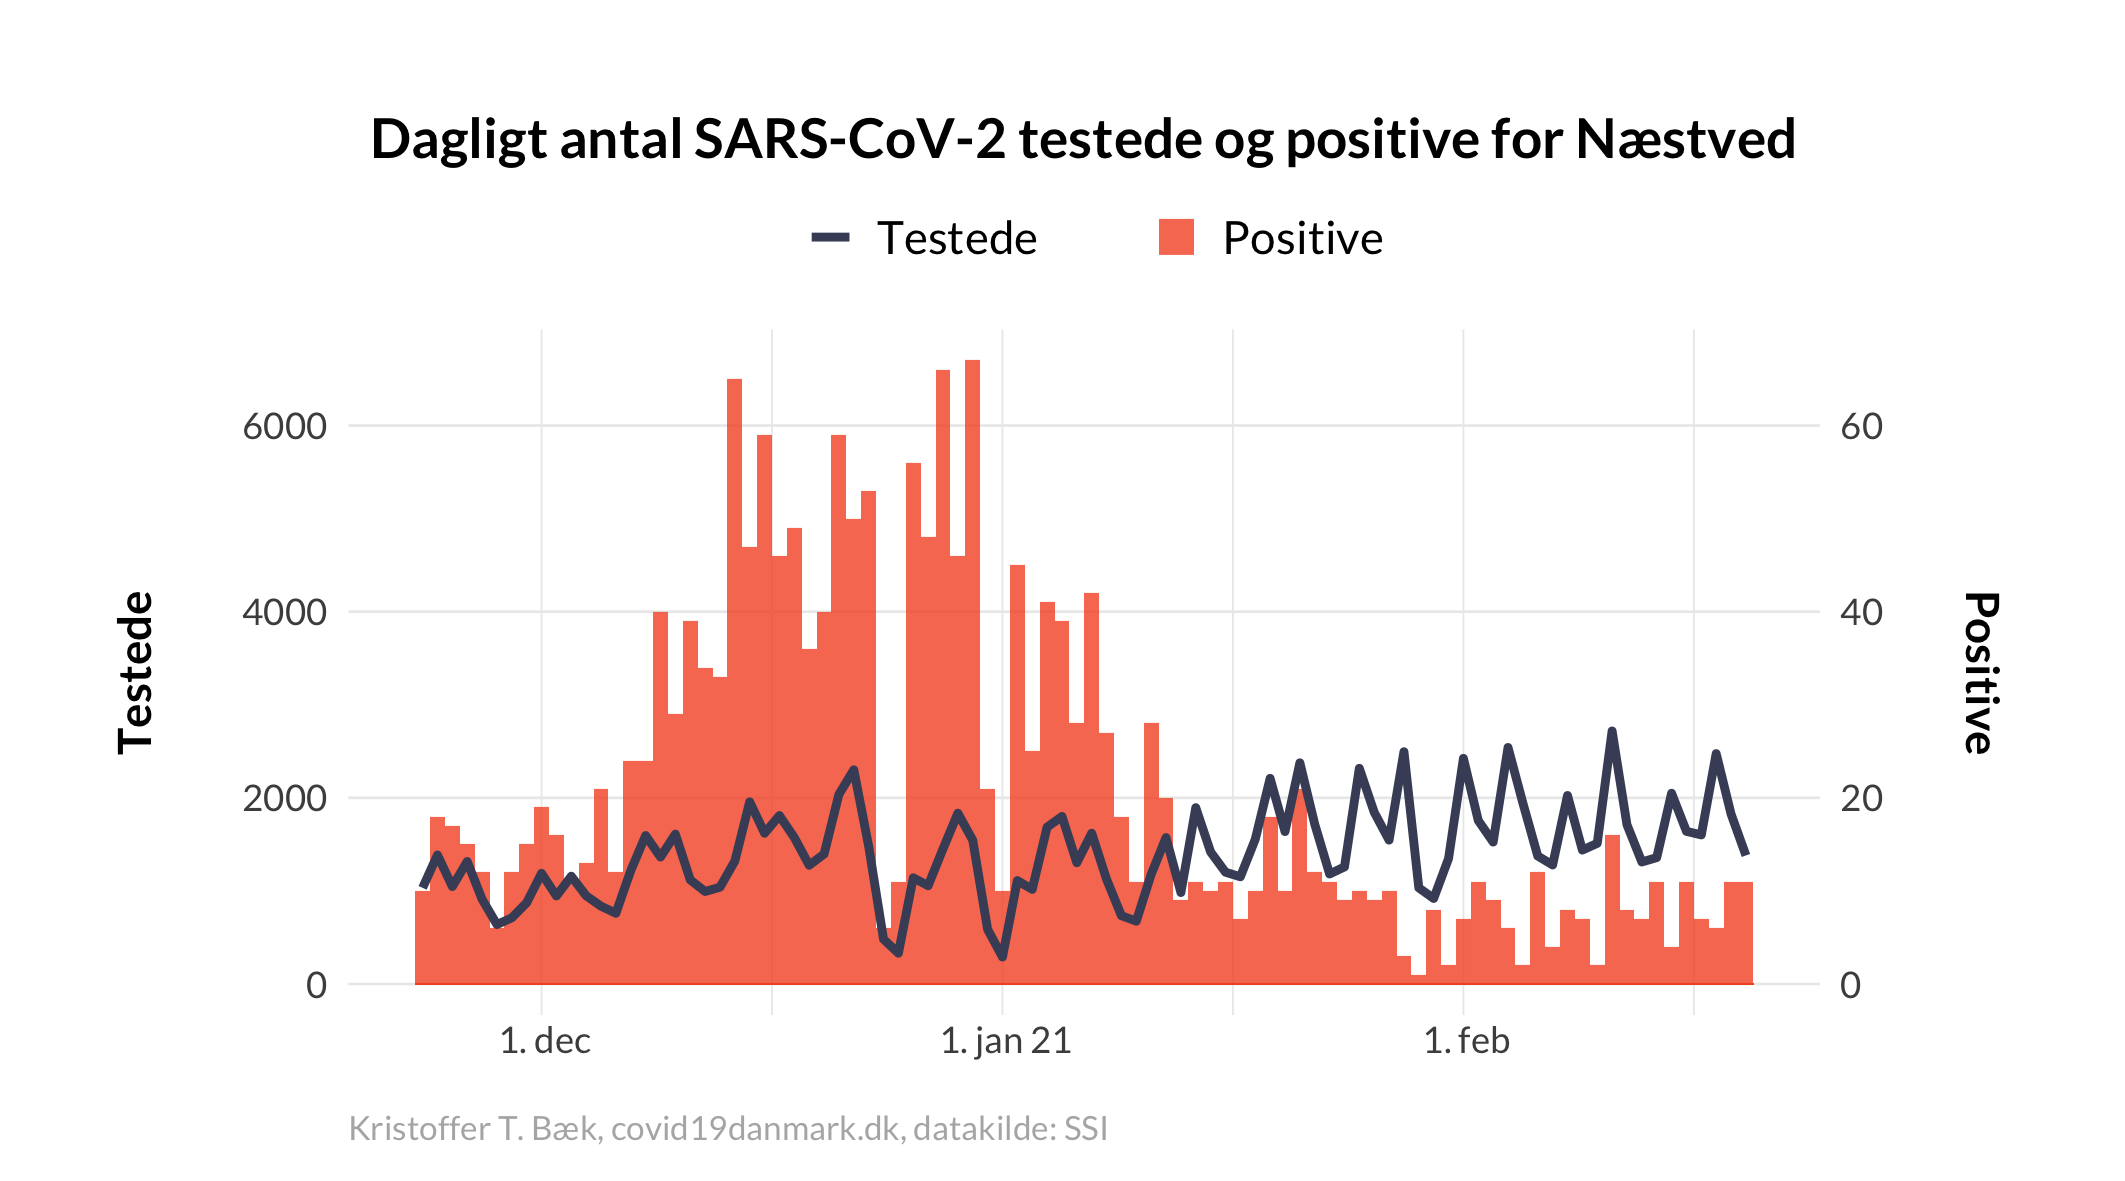 Dagligt antal SARS-CoV-2 testede og positive for Næstved
Testede
Positive
6000
4000
2000
0
Testede
60
40
20
0
Positive
1. dec
1. jan 21
1. feb
Kristoffer T. Bæk, covid19danmark.dk, datakilde: SSI